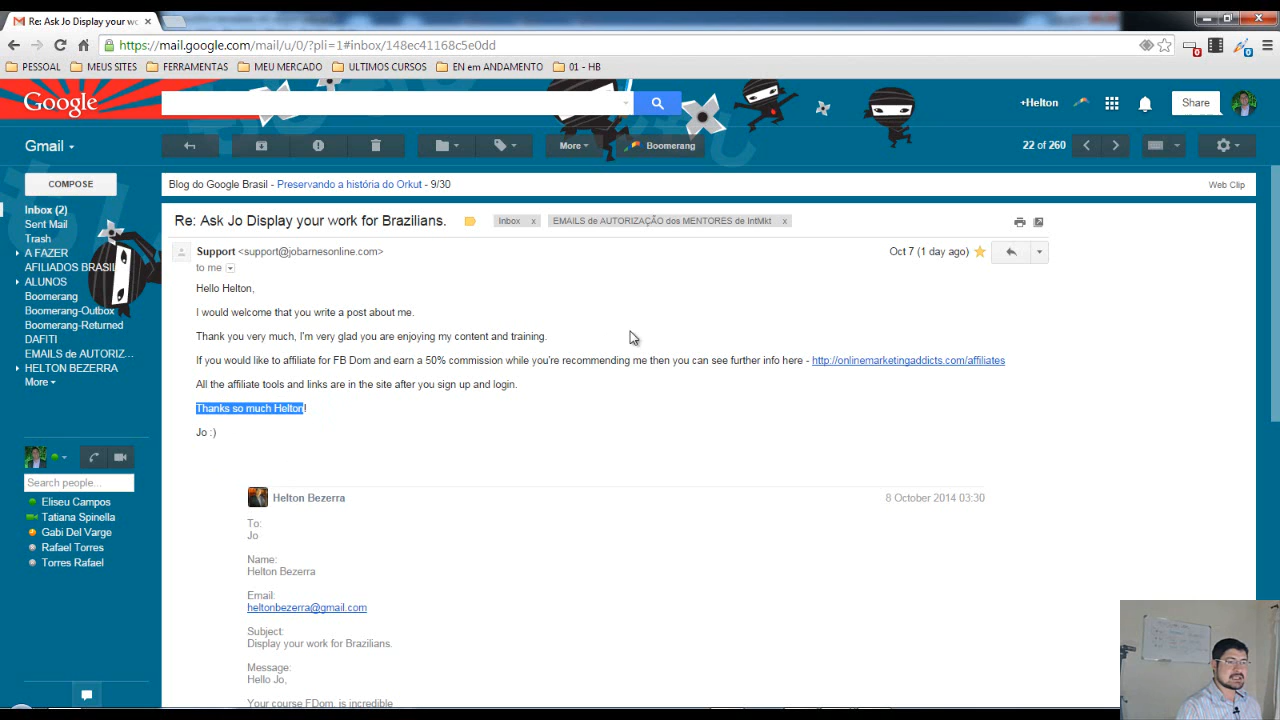 Re: Ask Jo Display your wo
https://mail.google.com/mail/u/0/?pli=1#inbox/148ec41168c5e0dd
0
0
PESSOAL
MEUS SITES
FERRAMENTAS
MEU MERCADO
ULTIMOS CURSOS
EN em ANDAMENTO
01 - HB
Google
+Helton
Share
Gmail
More
Boomerang
22 of 260
COMPOSE
Blog do Google Brasil - Preservando a história do Orkut - 9/30
Web Clip
Inbox (2)
Sent Mail
Trash
A FAZER
AFILIADOS BRASIL
ALUNOS
Boomerang
Boomerang-Outbox
Boomerang-Returned
DAFITI
EMAILS de AUTORIZ...
HELTON BEZERRA
More
Re: Ask Jo Display your work for Brazilians.
Inbox x
EMAILS de AUTORIZAÇÃO dos MENTORES de IntMkt x
Support <support@jobarnesonline.com>
Oct 7 (1 day ago)
to me
Hello Helton,
I would welcome that you write a post about me.
Thank you very much, I'm very glad you are enjoying my content and training.
If you would like to affiliate for FB Dom and earn a 50% commission while you're recommending me then you can see further info here - http://onlinemarketingaddicts.com/affiliates
All the affiliate tools and links are in the site after you sign up and login.
Thanks so much Helton!
Jo :)
Search people...
Eliseu Campos
Tatiana Spinella
Gabi Del Varge
Rafael Torres
Torres Rafael
Helton Bezerra
8 October 2014 03:30
To:
Jo
Name:
Helton Bezerra
Email:
heltonbezerra@gmail.com
Subject:
Display your work for Brazilians.
Message:
Hello Jo,
Your course FDom, is incredible